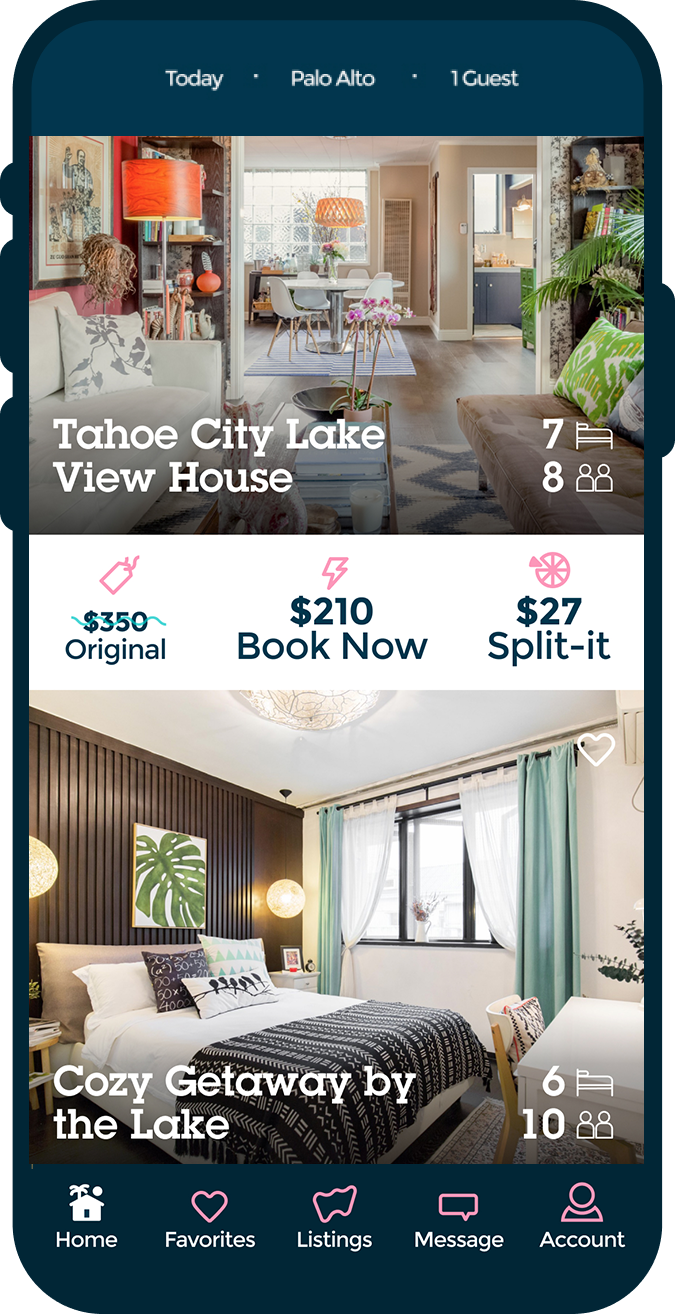 Today · Palo Alto · 1 Guest
Tahoe City Lake
View House
7
8
$350
Original
$210
Book Now
$27
Split-it
Cozy Getaway by
the Lake
6
10
Home
Favorites
Listings
Message
Account